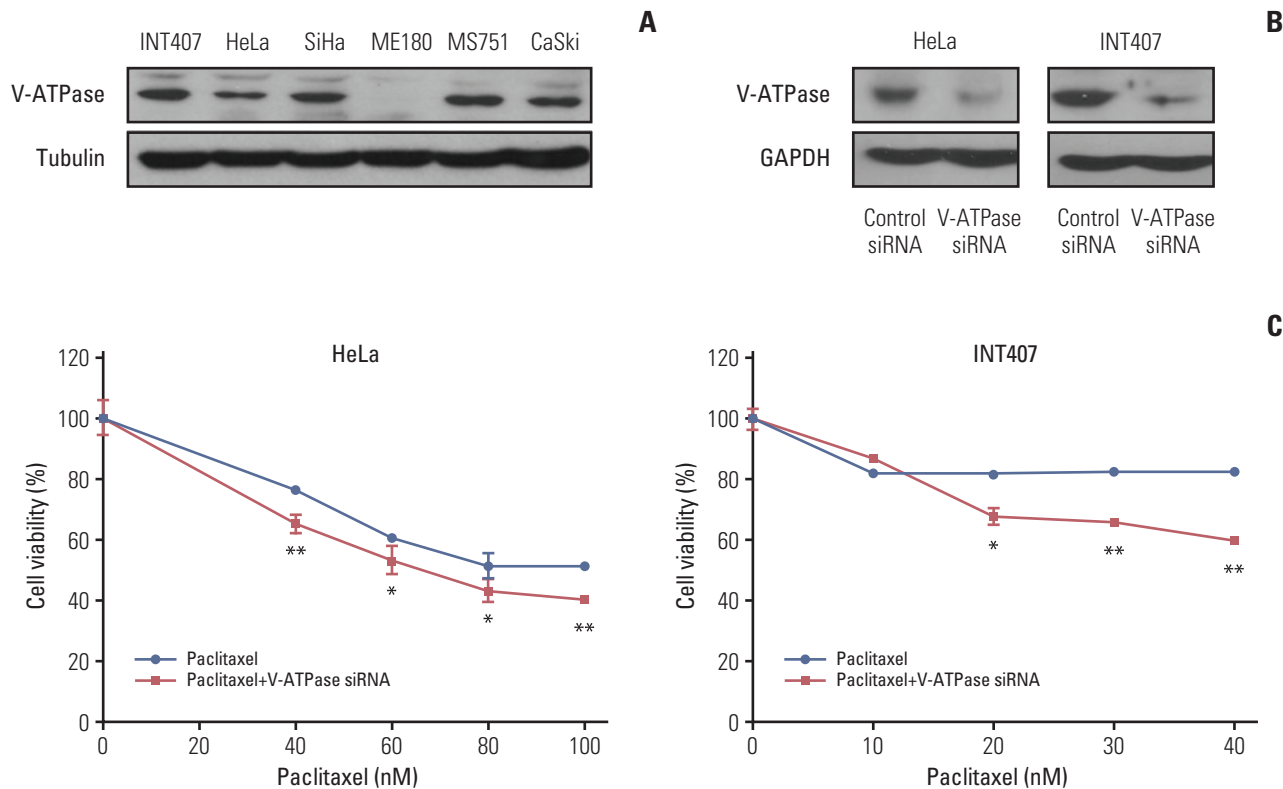 A
INT407 HeLa SiHa ME180 MS751 CaSki
V-ATPase
Tubulin
B
HeLa INT407
V-ATPase
GAPDH
Control V-ATPase Control V-ATPase
siRNA siRNA siRNA siRNA
C
HeLa
120
100
80
60
40
20
0
Cell viability (%)
**
*
*
**
Paclitaxel
Paclitaxel+V-ATPase siRNA
0 20 40 60 80 100
Paclitaxel (nM)
INT407
120
100
80
60
40
20
0
Cell viability (%)
*
**
**
Paclitaxel
Paclitaxel+V-ATPase siRNA
0 10 20 30 40
Paclitaxel (nM)